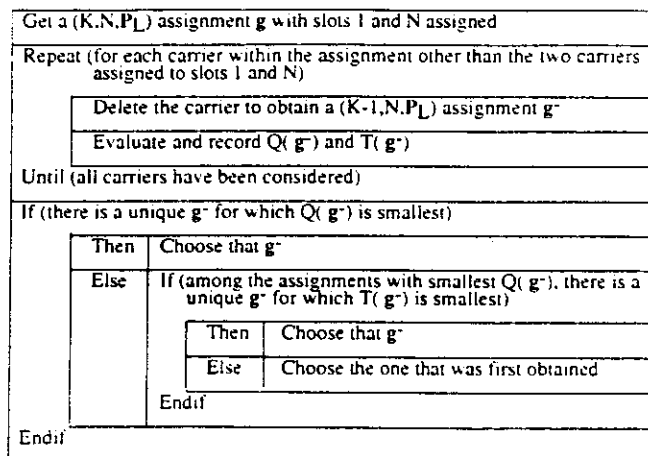 Get a (K,N,PL) assignment g with slots 1 and N assigned
Repeat (for each carrier within the assignment other than the two carriers
assigned to slots 1 and N)
Delete the carrier to obtain a (K-1,N,PL) assignment g-
Evaluate and record Q( g-) and T( g-)
Until (all carriers have been considered)
If (there is a unique g- for which Q( g-) is smallest)
Then Choose that g-
Else If (among the assignments with smallest Q( g-), there is a
unique g- for which T( g-) is smallest)
Then Choose that g-
Else Choose the one that was first obtained
Endif
Endif